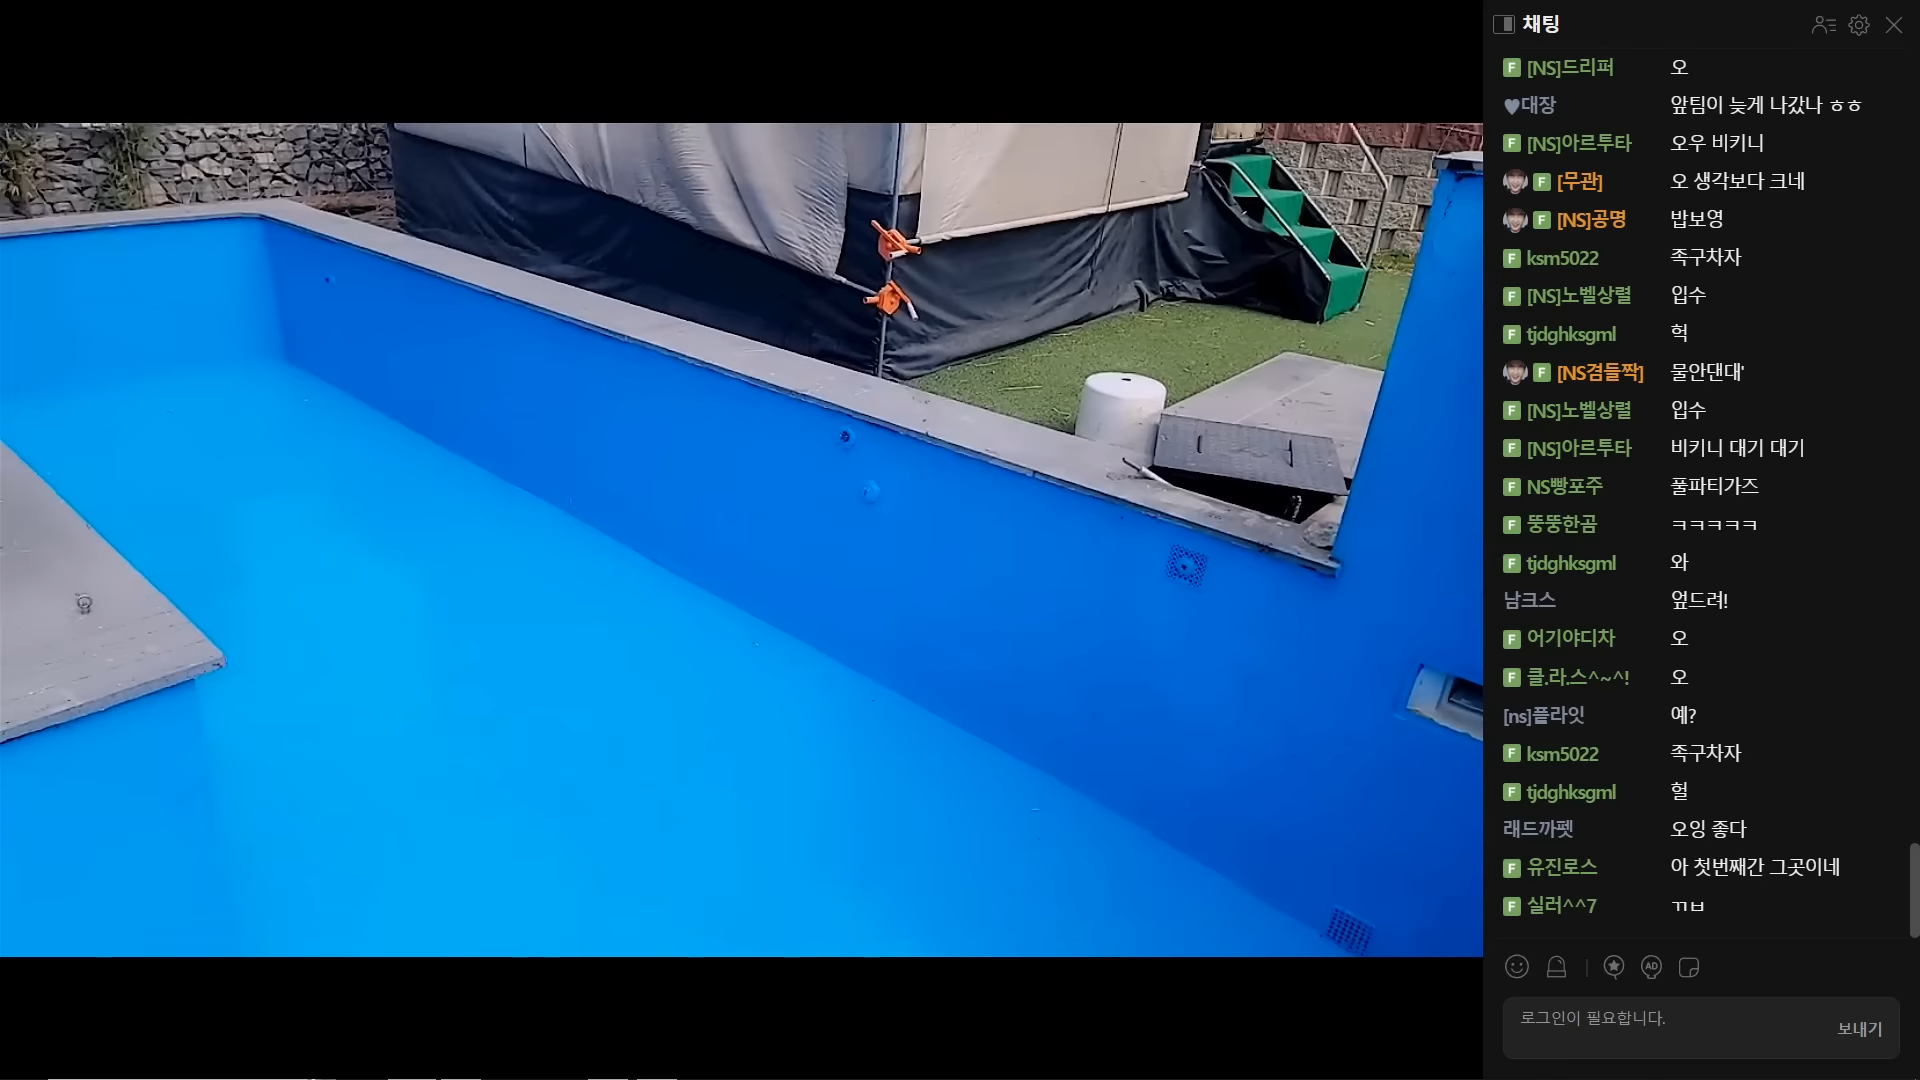 채팅
F [NS]드리퍼 오
♥대장 앞팀이 늦게 나갔나 ㅎㅎ
F [NS]아르투타 오우 비키니
F [무관] 오 생각보다 크네
F [NS]공명 밥보영
F ksm5022 족구차자
F [NS]노벨상렬 입수
F tjdghksgml 헉
F [NS겸들짝] 물안댄대'
F [NS]노벨상렬 입수
F [NS]아르투타 비키니 대기 대기
F NS빵포주 풀파티가즈
F 뚱뚱한곰 ㅋㅋㅋㅋㅋ
F tjdghksgml 와
남크스 엎드려!
F 어기야디차 오
F 클.라.스^~^! 오
[ns]플라잇 예?
F ksm5022 족구차자
F tjdghksgml 헐
래드까펫 오잉 좋다
F 유진로스 아 첫번째간 그곳이네
F 실러^^7 ㄲㅂ
AD
로그인이 필요합니다.
보내기